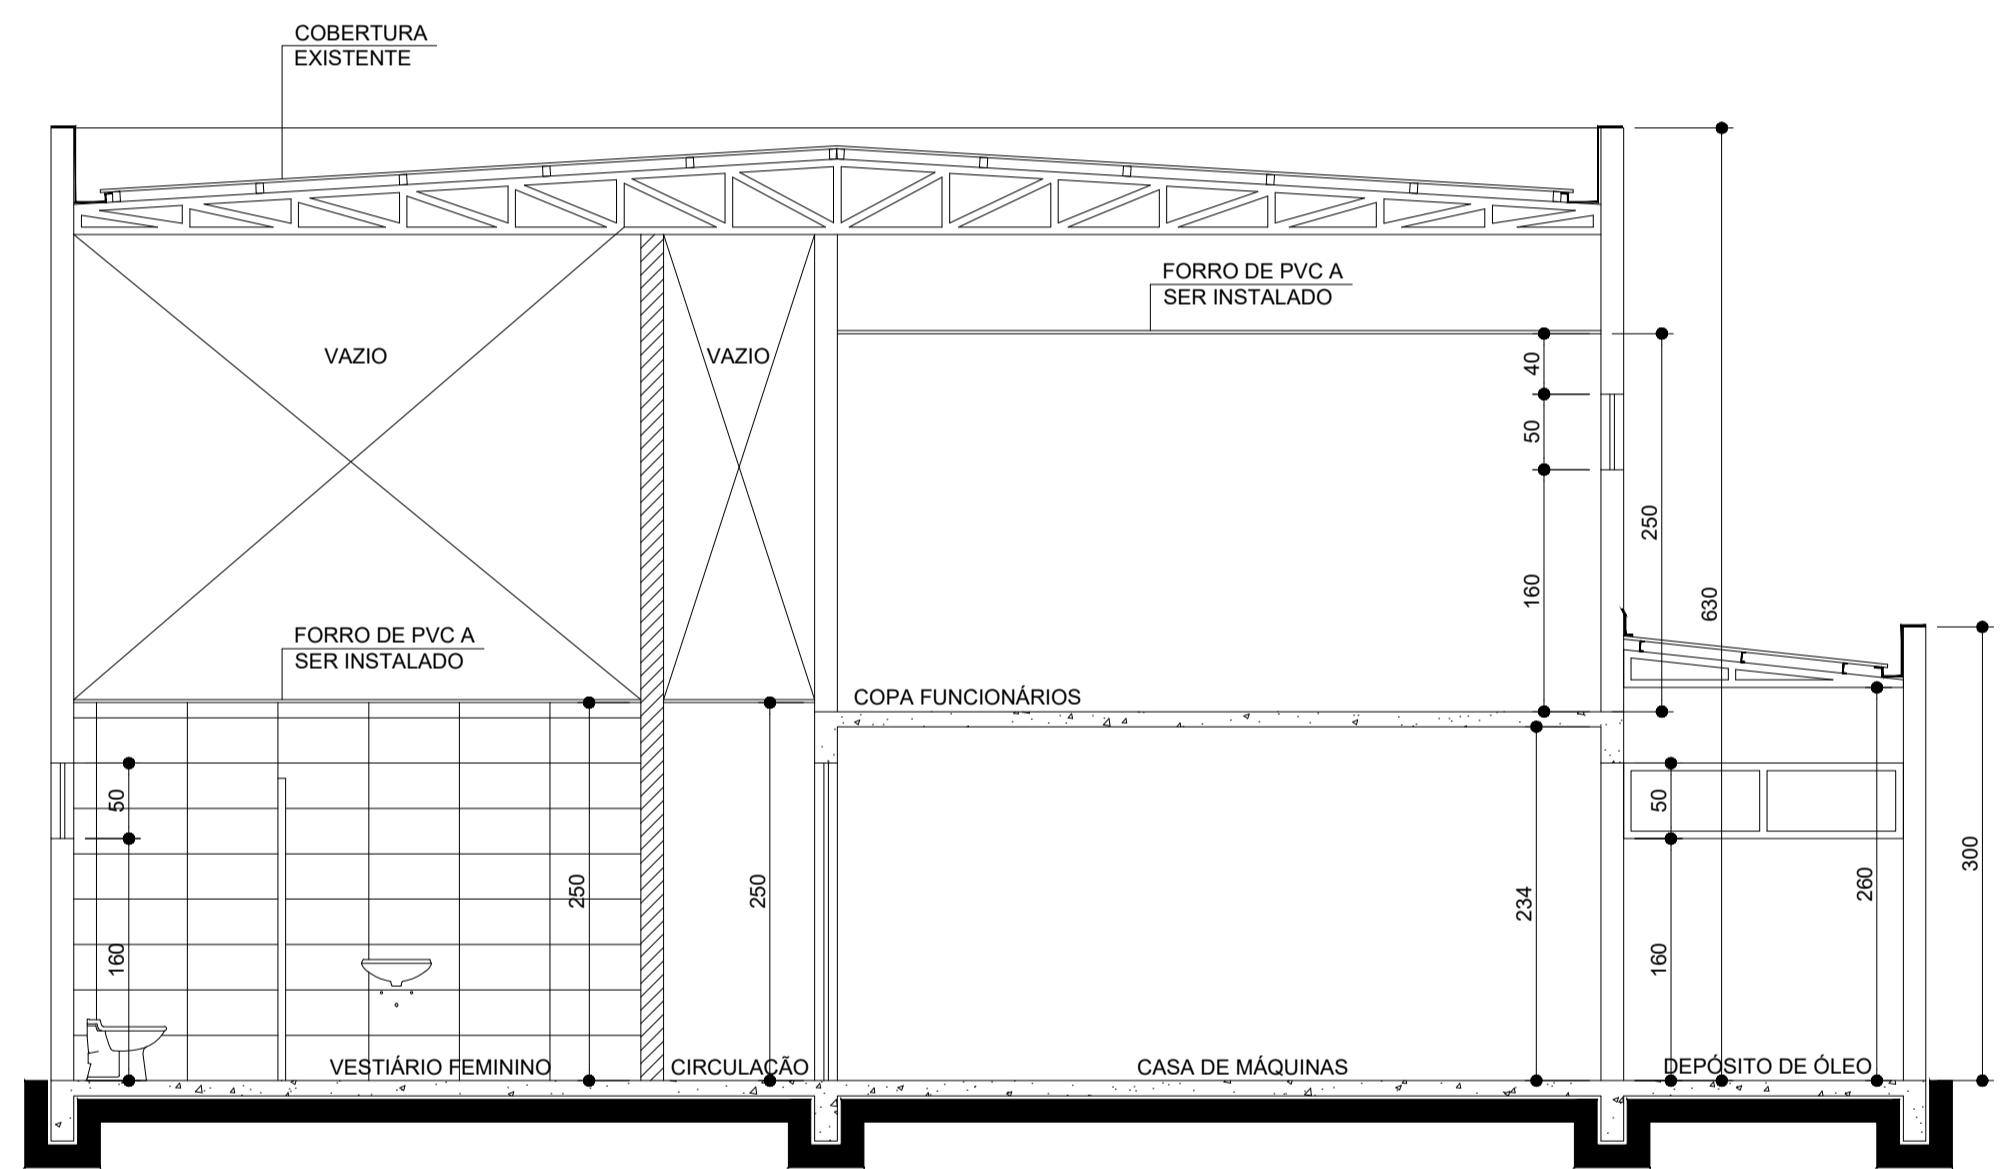 COBERTURA
EXISTENTE
FORRO DE PVC A
SER INSTALADO
VAZIO
VAZIO
40
50
250
160
630
FORRO DE PVC A
SER INSTALADO
COPA FUNCIONÁRIOS
50
50
250
250
234
260
300
160
160
VESTIÁRIO FEMININO
CIRCULAÇÃO
CASA DE MÁQUINAS
DEPÓSITO DE ÓLEO